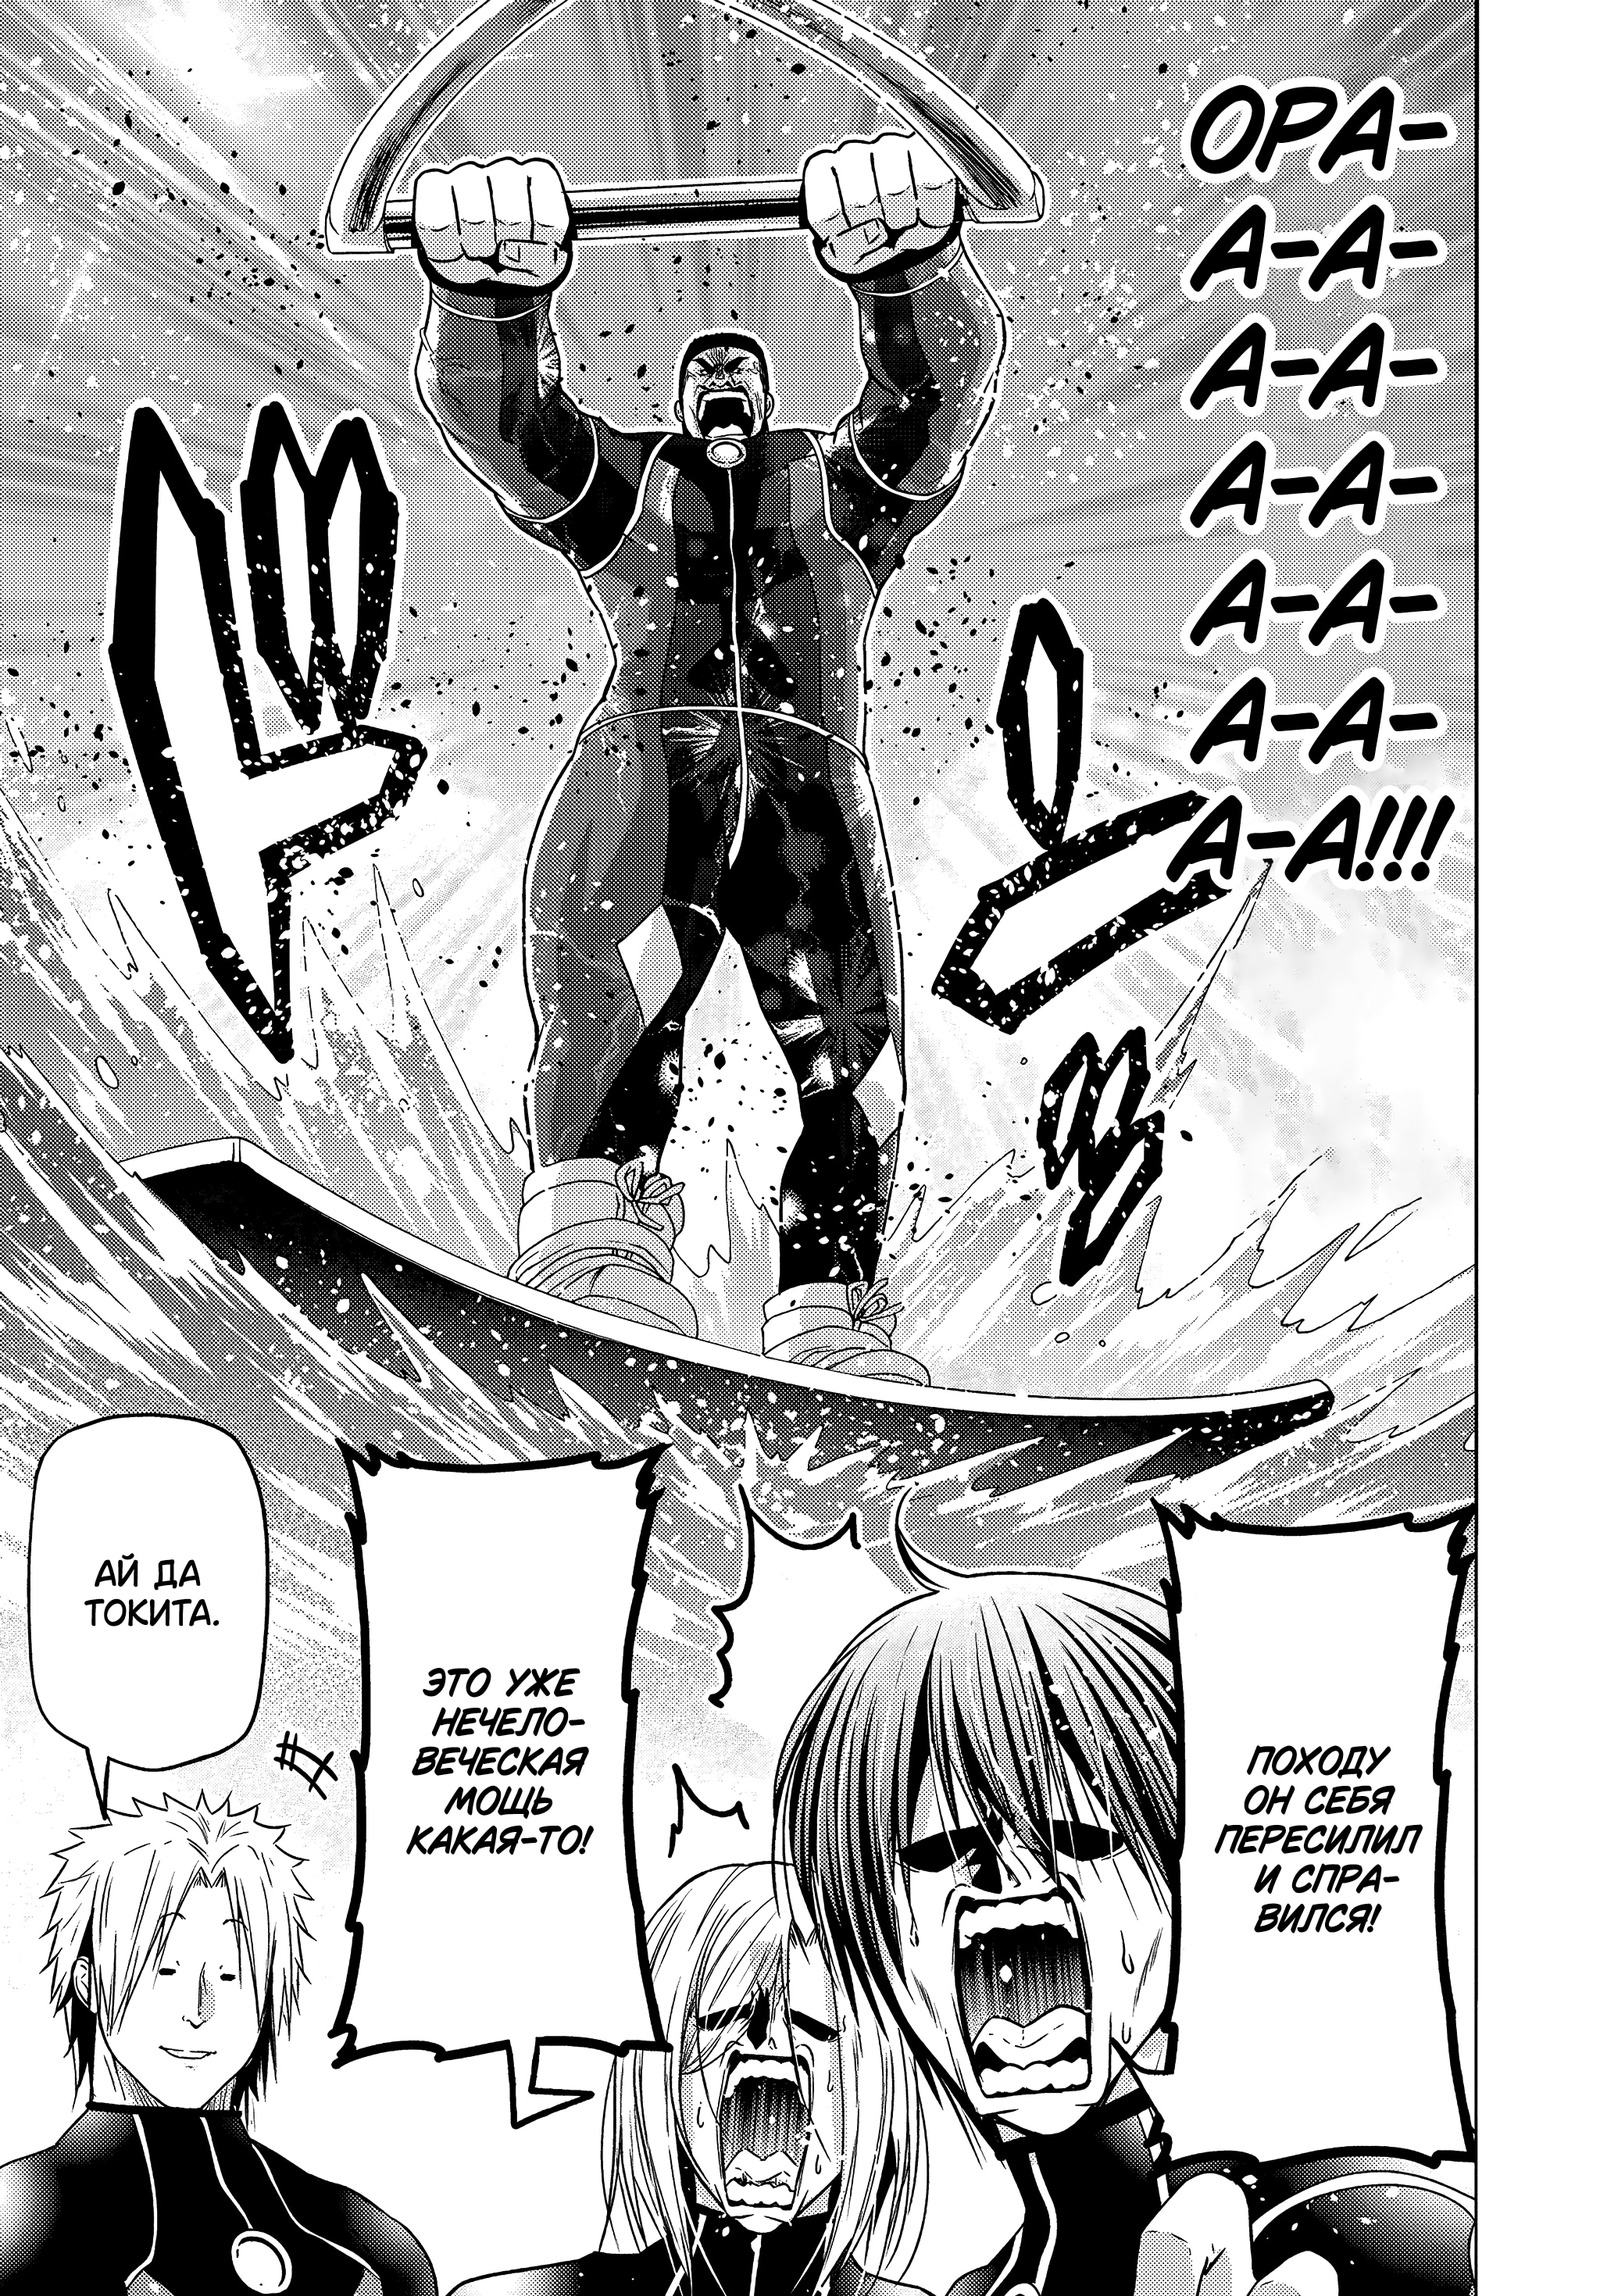 ОРА-
А-А-
А-А-
А-А-
А-А-
А-А-
А-А!!!
ПОХОДУ
ОН СЕБЯ
ПЕРЕСИЛИЛ
И СПРА-
ВИЛСЯ!
ЭТО УЖЕ
НЕЧЕЛО-
ВЕЧЕСКАЯ
МОЩЬ
КАКАЯ-ТО!
АЙ ДА
ТОКИТА.